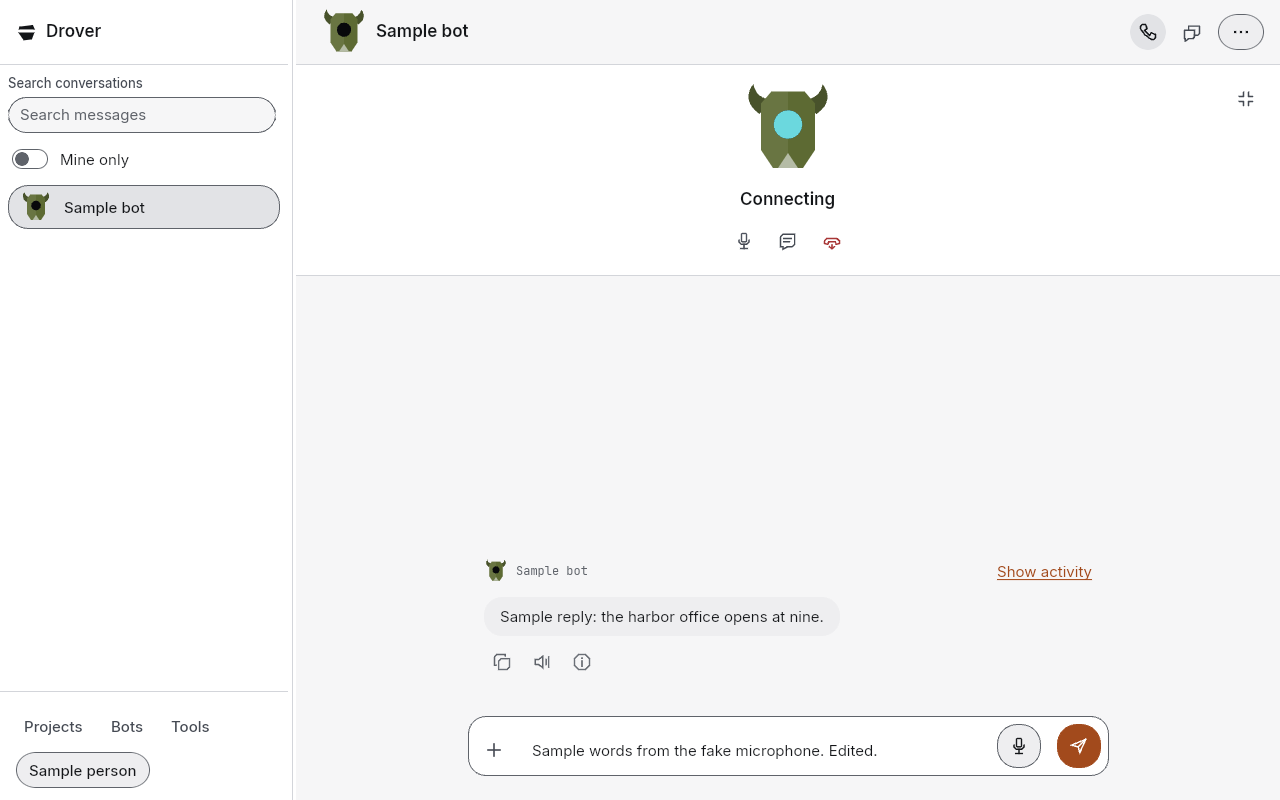 Drover
Search conversations
Search messages
Mine only
Sample bot
Projects
Bots
Tools
Sample person
Sample bot
Connecting
Sample bot
Show activity
Sample reply: the harbor office opens at nine.
Sample words from the fake microphone. Edited.